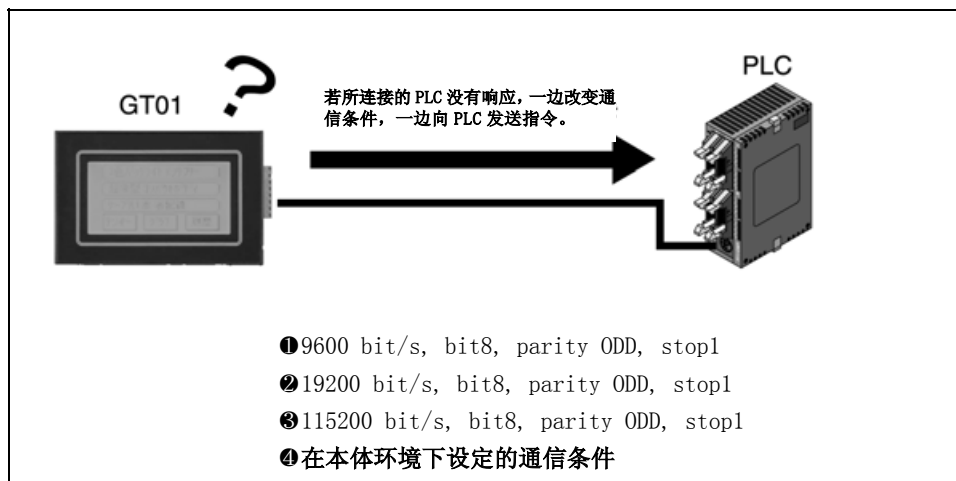 ?
GT01
若所连接的 PLC 没有响应，一边改变通
信条件，一边向 PLC 发送指令。
PLC
❶9600 bit/s, bit8, parity ODD, stop1
❷19200 bit/s, bit8, parity ODD, stop1
❸115200 bit/s, bit8, parity ODD, stop1
❹在本体环境下设定的通信条件